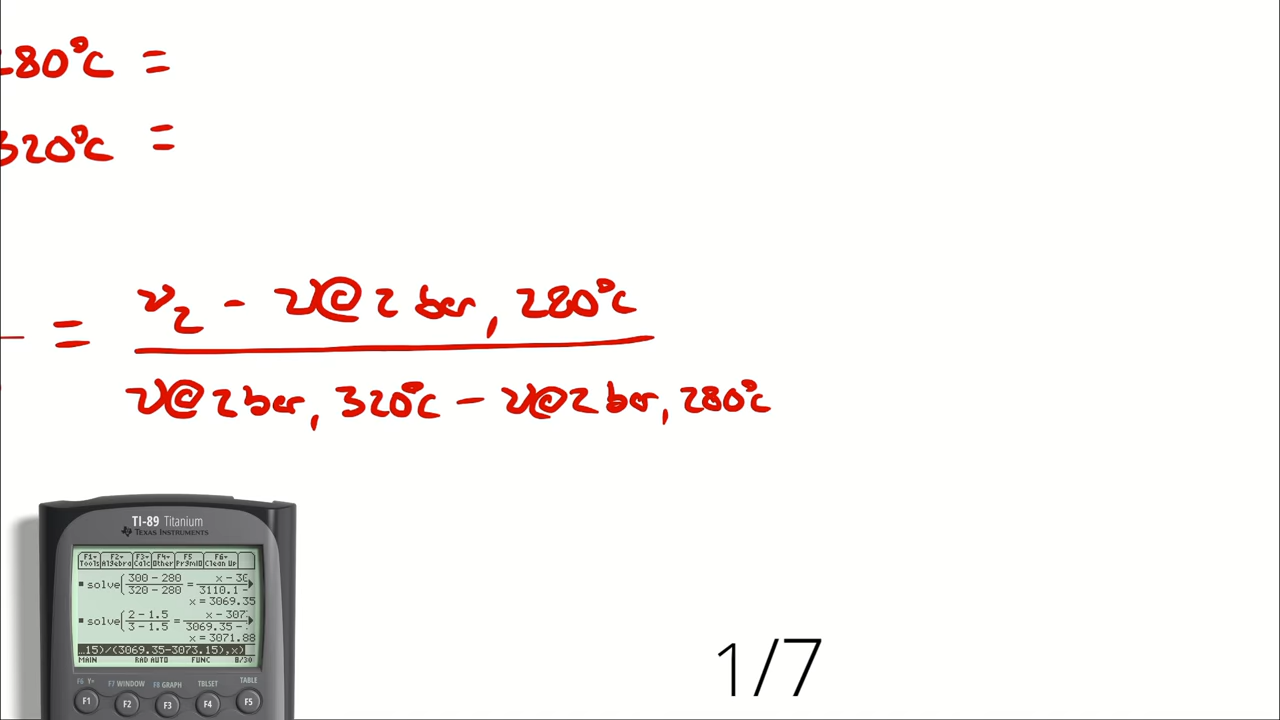 280°C =
320°C =
ν₂ - ν@2 bar, 280°C
=
ν@2 bar, 320°C - ν@2 bar, 280°C
TI-89 Titanium
TEXAS INSTRUMENTS
F1▾ F2▾ F3▾ F4▾ F5 F6▾
Tools Algebra Calc Other PrgmIO Clean Up
■ solve(300 - 280 / 320 - 280 = x - 30 / 3110.1 -
x = 3069.35
■ solve(2 - 1.5 / 3 - 1.5 = x - 307 / 3069.35 -
x = 3071.88
…15)/(3069.35-3073.15),x)
MAIN RAD AUTO FUNC 8/30
F6 Y= F7 WINDOW F8 GRAPH TBLSET TABLE
F1 F2 F3 F4 F5
1/7